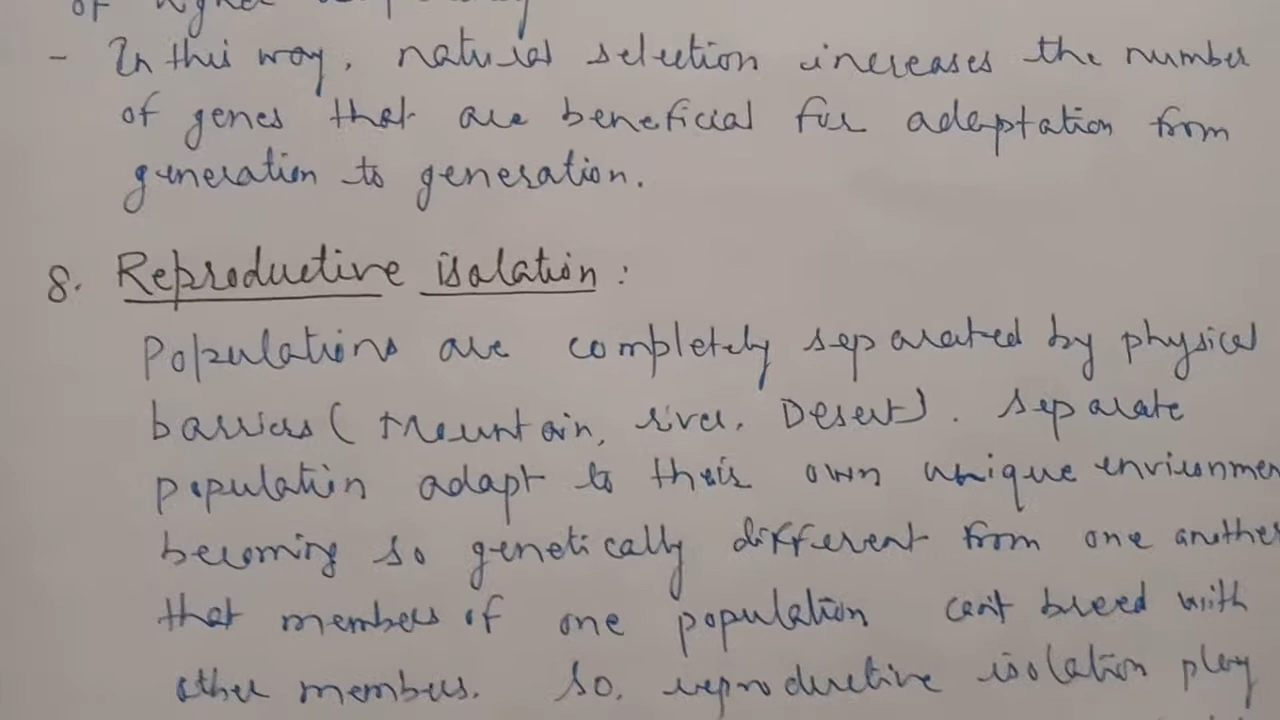 of higher
- In this way, natural selection increases the number
of genes that are beneficial for adaptation from
generation to generation.
8. Reproductive isolation :
Populations are completely separated by physical
barriers ( mountain, river, Desert). separate
population adapt to their own unique environmen
becoming so genetically different from one another
that members of one population can't breed with
other members. So, reproductive isolation play